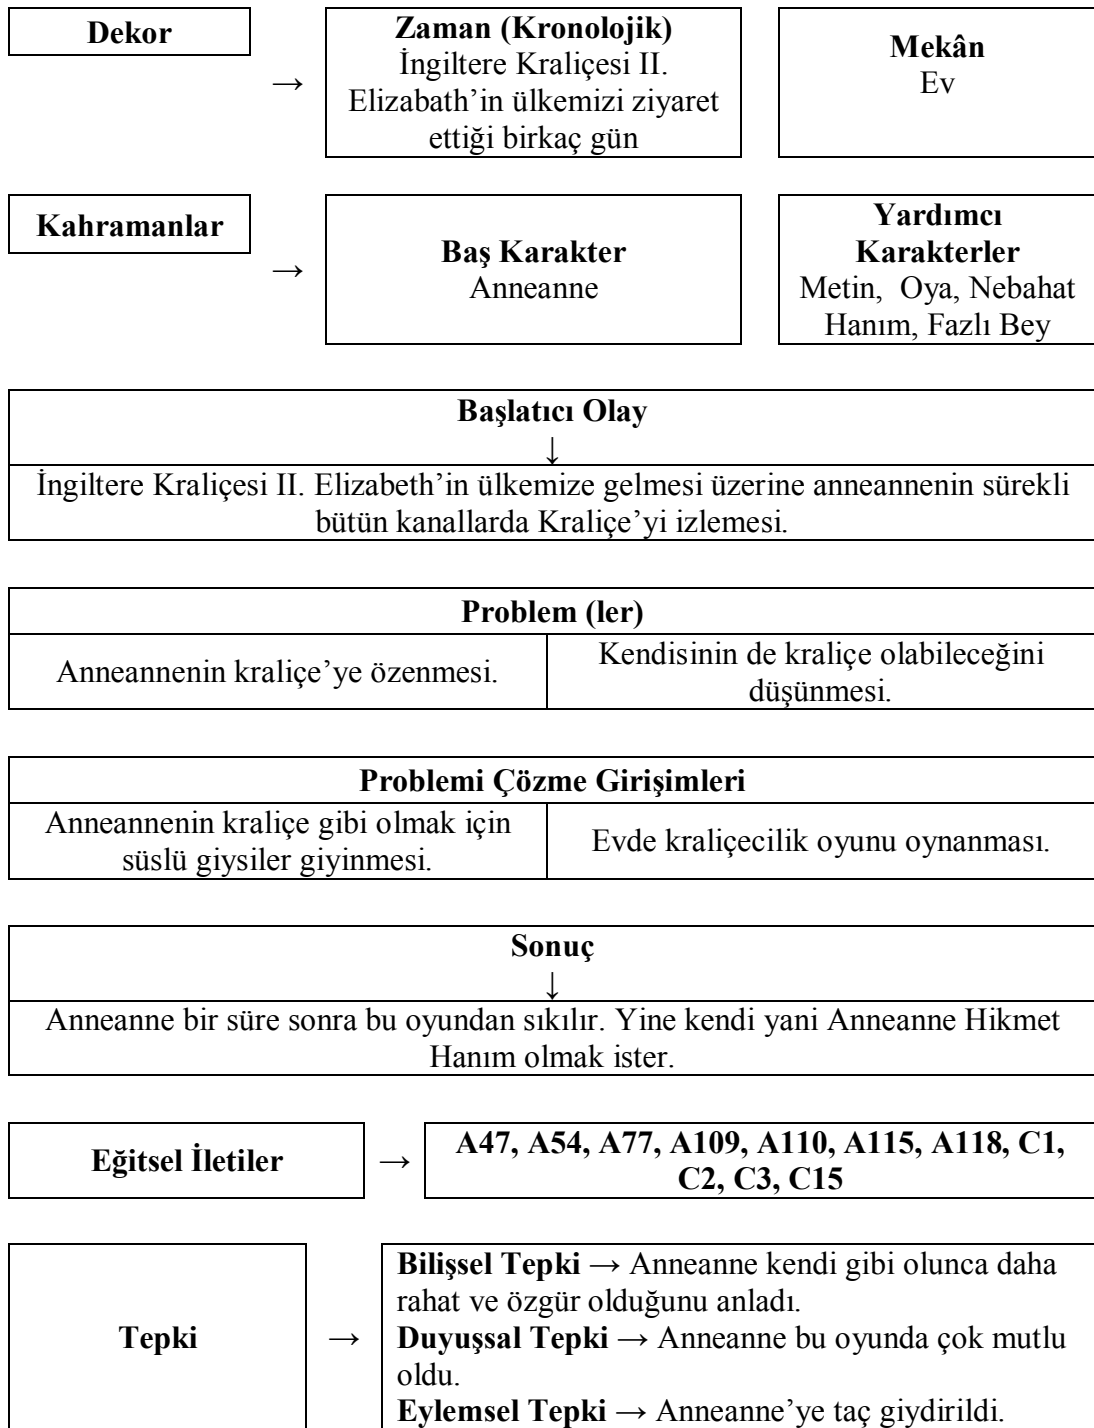 Dekor
→
Zaman (Kronolojik)
İngiltere Kraliçesi II.
Elizabath’in ülkemizi ziyaret
ettiği birkaç gün
Mekân
Ev
Kahramanlar
→
Baş Karakter
Anneanne
Yardımcı
Karakterler
Metin, Oya, Nebahat
Hanım, Fazlı Bey
Başlatıcı Olay
↓
İngiltere Kraliçesi II. Elizabeth’in ülkemize gelmesi üzerine anneannenin sürekli
bütün kanallarda Kraliçe’yi izlemesi.
Problem (ler)
Anneannenin kraliçe’ye özenmesi.
Kendisinin de kraliçe olabileceğini
düşünmesi.
Problemi Çözme Girişimleri
Anneannenin kraliçe gibi olmak için
süslü giysiler giyinmesi.
Evde kraliçecilik oyunu oynanması.
Sonuç
↓
Anneanne bir süre sonra bu oyundan sıkılır. Yine kendi yani Anneanne Hikmet
Hanım olmak ister.
Eğitsel İletiler
→
A47, A54, A77, A109, A110, A115, A118, C1,
C2, C3, C15
Tepki
→
Bilişsel Tepki → Anneanne kendi gibi olunca daha
rahat ve özgür olduğunu anladı.
Duyuşsal Tepki → Anneanne bu oyunda çok mutlu
oldu.
Eylemsel Tepki → Anneanne’ye taç giydirildi.